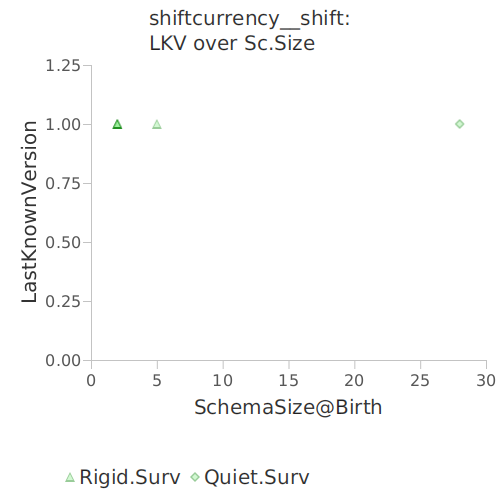 shiftcurrency__shift:
LKV over Sc.Size
1.25
1.00
0.75
0.50
0.25
0.00
LastKnownVersion
0 5 10 15 20 25 30
SchemaSize@Birth
Rigid.Surv Quiet.Surv